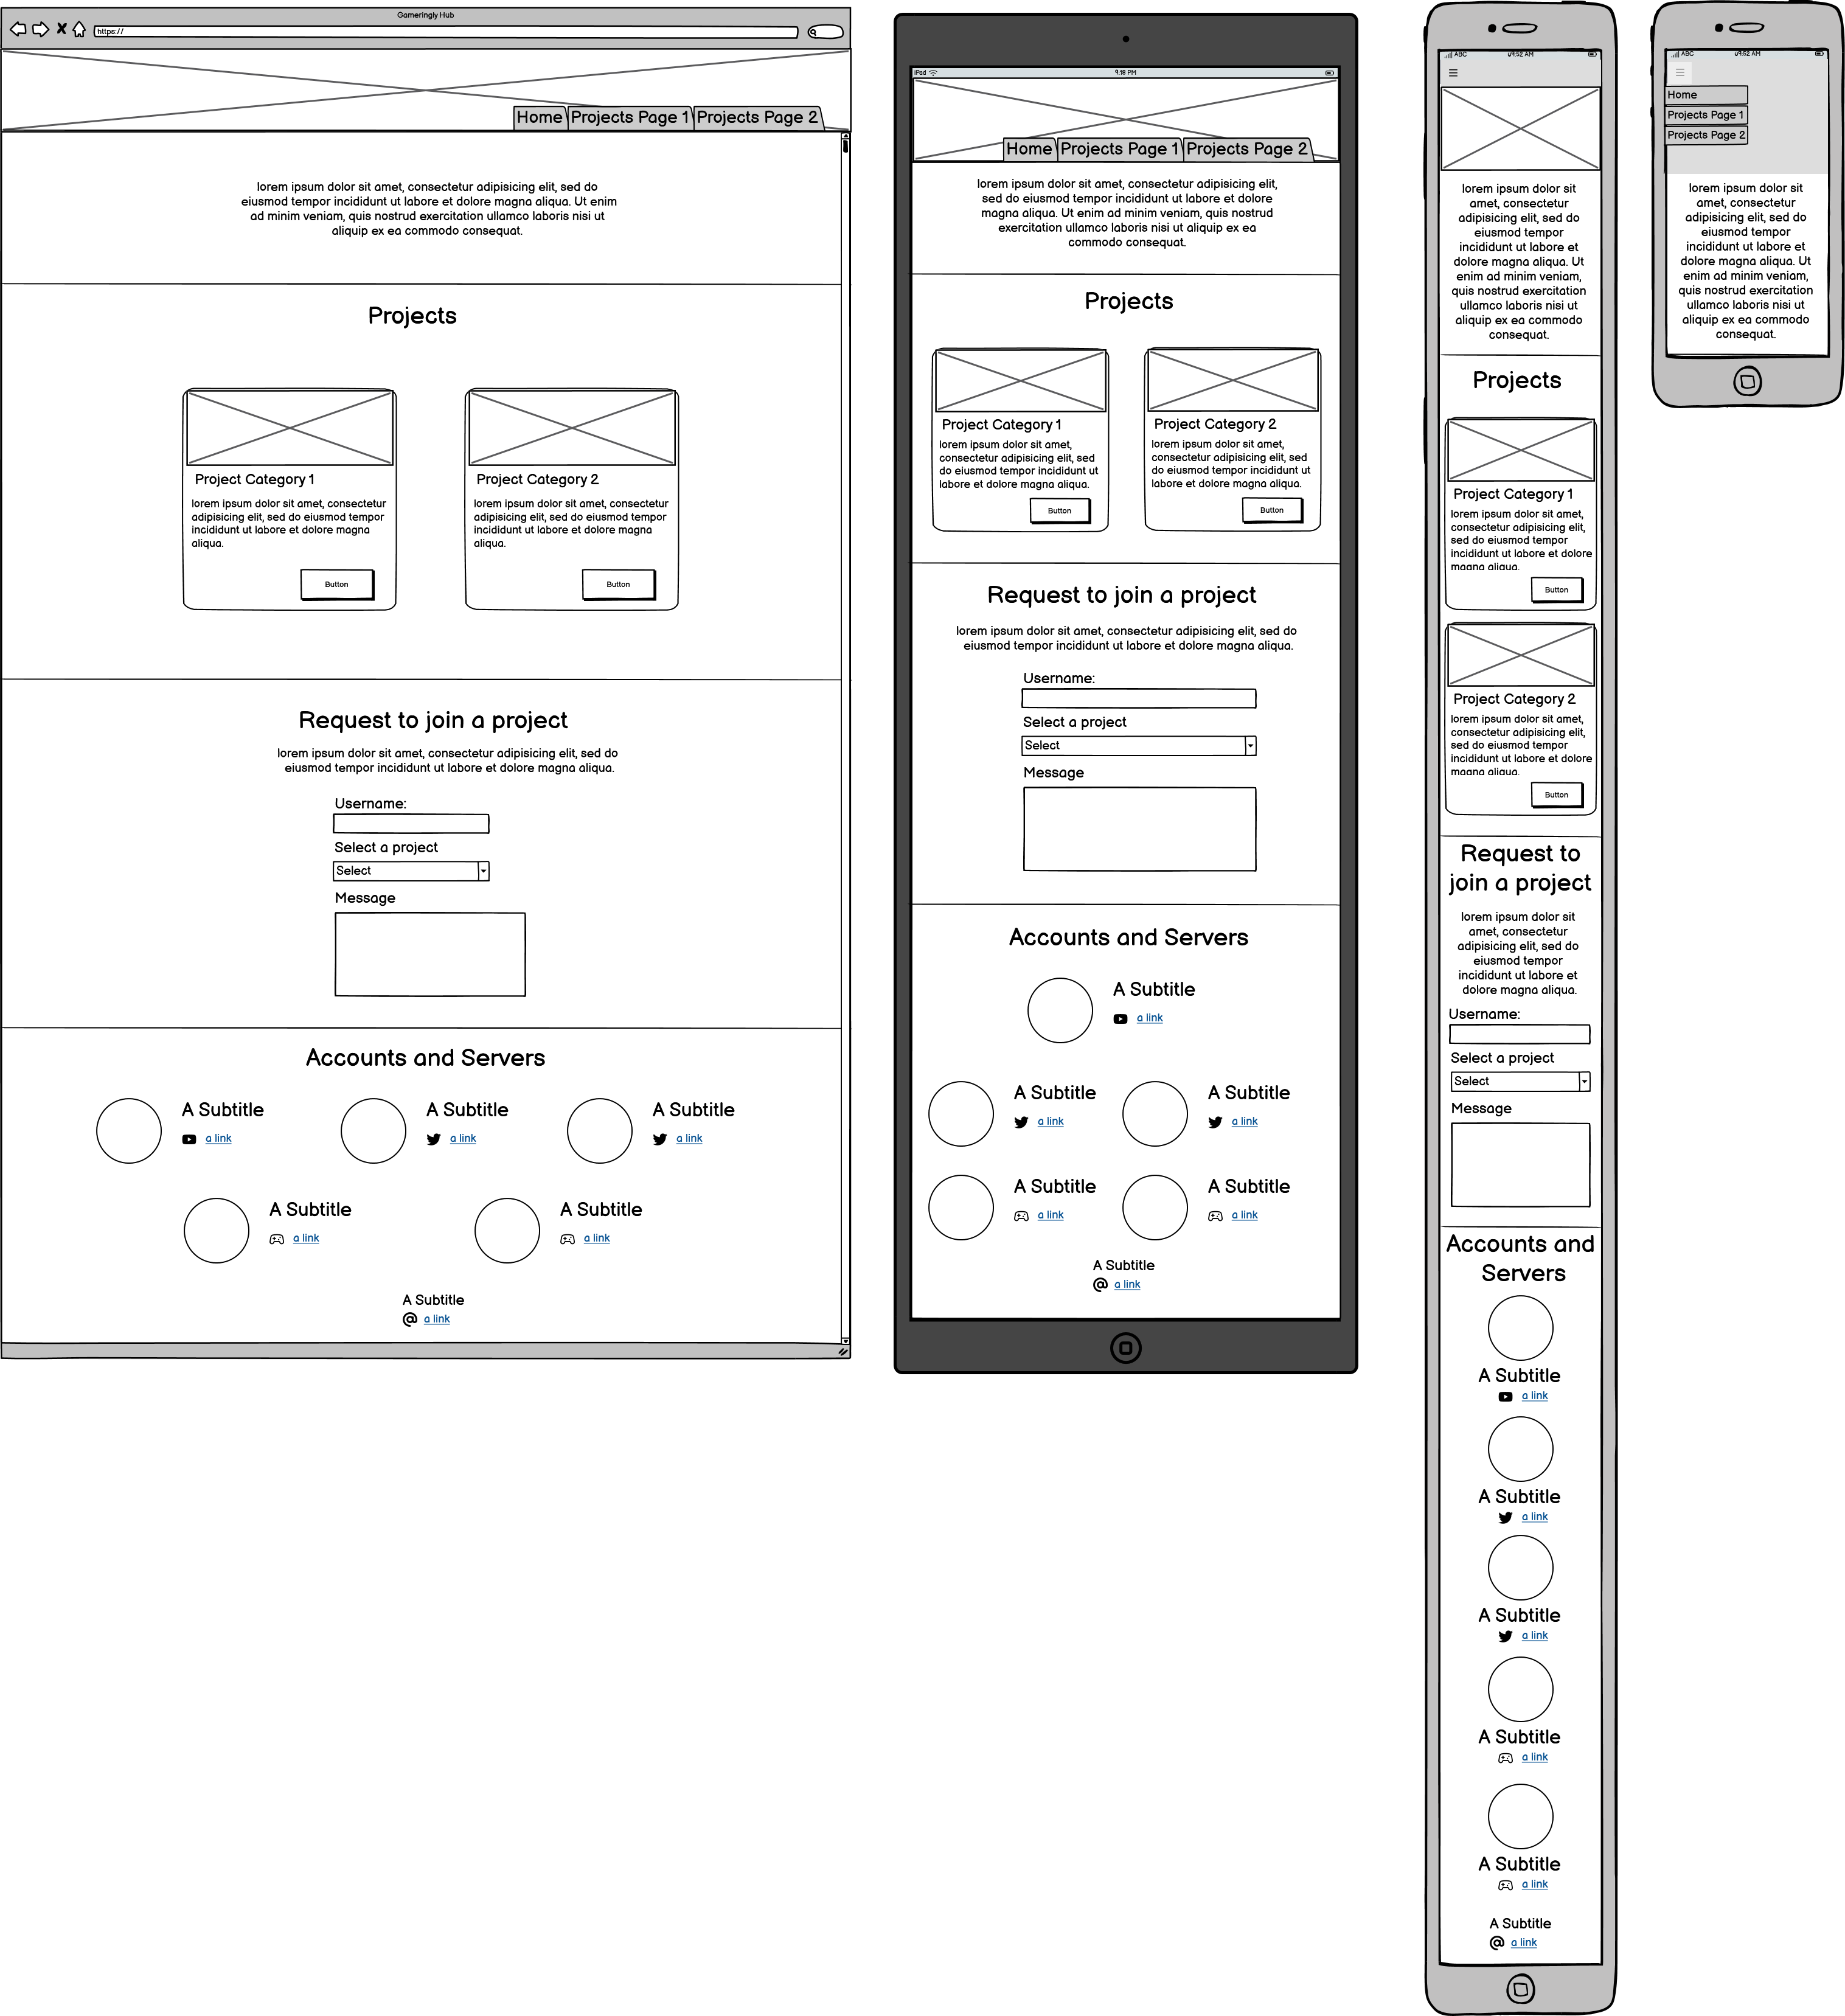 Gameringly Hub
https://
Home Projects Page 1 Projects Page 2
lorem ipsum dolor sit amet, consectetur adipisicing elit, sed do
eiusmod tempor incididunt ut labore et dolore magna aliqua. Ut enim
ad minim veniam, quis nostrud exercitation ullamco laboris nisi ut
aliquip ex ea commodo consequat.
Projects
Project Category 1
lorem ipsum dolor sit amet, consectetur
adipisicing elit, sed do eiusmod tempor
incididunt ut labore et dolore magna
aliqua.
Button
Project Category 2
lorem ipsum dolor sit amet, consectetur
adipisicing elit, sed do eiusmod tempor
incididunt ut labore et dolore magna
aliqua.
Button
Request to join a project
lorem ipsum dolor sit amet, consectetur adipisicing elit, sed do
eiusmod tempor incididunt ut labore et dolore magna aliqua.
Username:
Select a project
Select
Message
Accounts and Servers
A Subtitle
a link
A Subtitle
a link
A Subtitle
a link
A Subtitle
a link
A Subtitle
a link
A Subtitle
@ a link
iPad 9:18 PM
Home Projects Page 1 Projects Page 2
lorem ipsum dolor sit amet, consectetur adipisicing elit,
sed do eiusmod tempor incididunt ut labore et dolore
magna aliqua. Ut enim ad minim veniam, quis nostrud
exercitation ullamco laboris nisi ut aliquip ex ea
commodo consequat.
Projects
Project Category 1
lorem ipsum dolor sit amet,
consectetur adipisicing elit, sed
do eiusmod tempor incididunt ut
labore et dolore magna aliqua.
Button
Project Category 2
lorem ipsum dolor sit amet,
consectetur adipisicing elit, sed
do eiusmod tempor incididunt ut
labore et dolore magna aliqua.
Button
Request to join a project
lorem ipsum dolor sit amet, consectetur adipisicing elit, sed do
eiusmod tempor incididunt ut labore et dolore magna aliqua.
Username:
Select a project
Select
Message
Accounts and Servers
A Subtitle
a link
A Subtitle
a link
A Subtitle
a link
A Subtitle
a link
A Subtitle
a link
A Subtitle
@ a link
ABC 09:52 AM
lorem ipsum dolor sit
amet, consectetur
adipisicing elit, sed do
eiusmod tempor
incididunt ut labore et
dolore magna aliqua. Ut
enim ad minim veniam,
quis nostrud exercitation
ullamco laboris nisi ut
aliquip ex ea commodo
consequat.
Projects
Project Category 1
lorem ipsum dolor sit amet,
consectetur adipisicing elit,
sed do eiusmod tempor
incididunt ut labore et dolore
magna aliqua.
Button
Project Category 2
lorem ipsum dolor sit amet,
consectetur adipisicing elit,
sed do eiusmod tempor
incididunt ut labore et dolore
magna aliqua.
Button
Request to
join a project
lorem ipsum dolor sit
amet, consectetur
adipisicing elit, sed do
eiusmod tempor
incididunt ut labore et
dolore magna aliqua.
Username:
Select a project
Select
Message
Accounts and
Servers
A Subtitle
a link
A Subtitle
a link
A Subtitle
a link
A Subtitle
a link
A Subtitle
a link
A Subtitle
@ a link
ABC 09:52 AM
Home
Projects Page 1
Projects Page 2
lorem ipsum dolor sit
amet, consectetur
adipisicing elit, sed do
eiusmod tempor
incididunt ut labore et
dolore magna aliqua. Ut
enim ad minim veniam,
quis nostrud exercitation
ullamco laboris nisi ut
aliquip ex ea commodo
consequat.